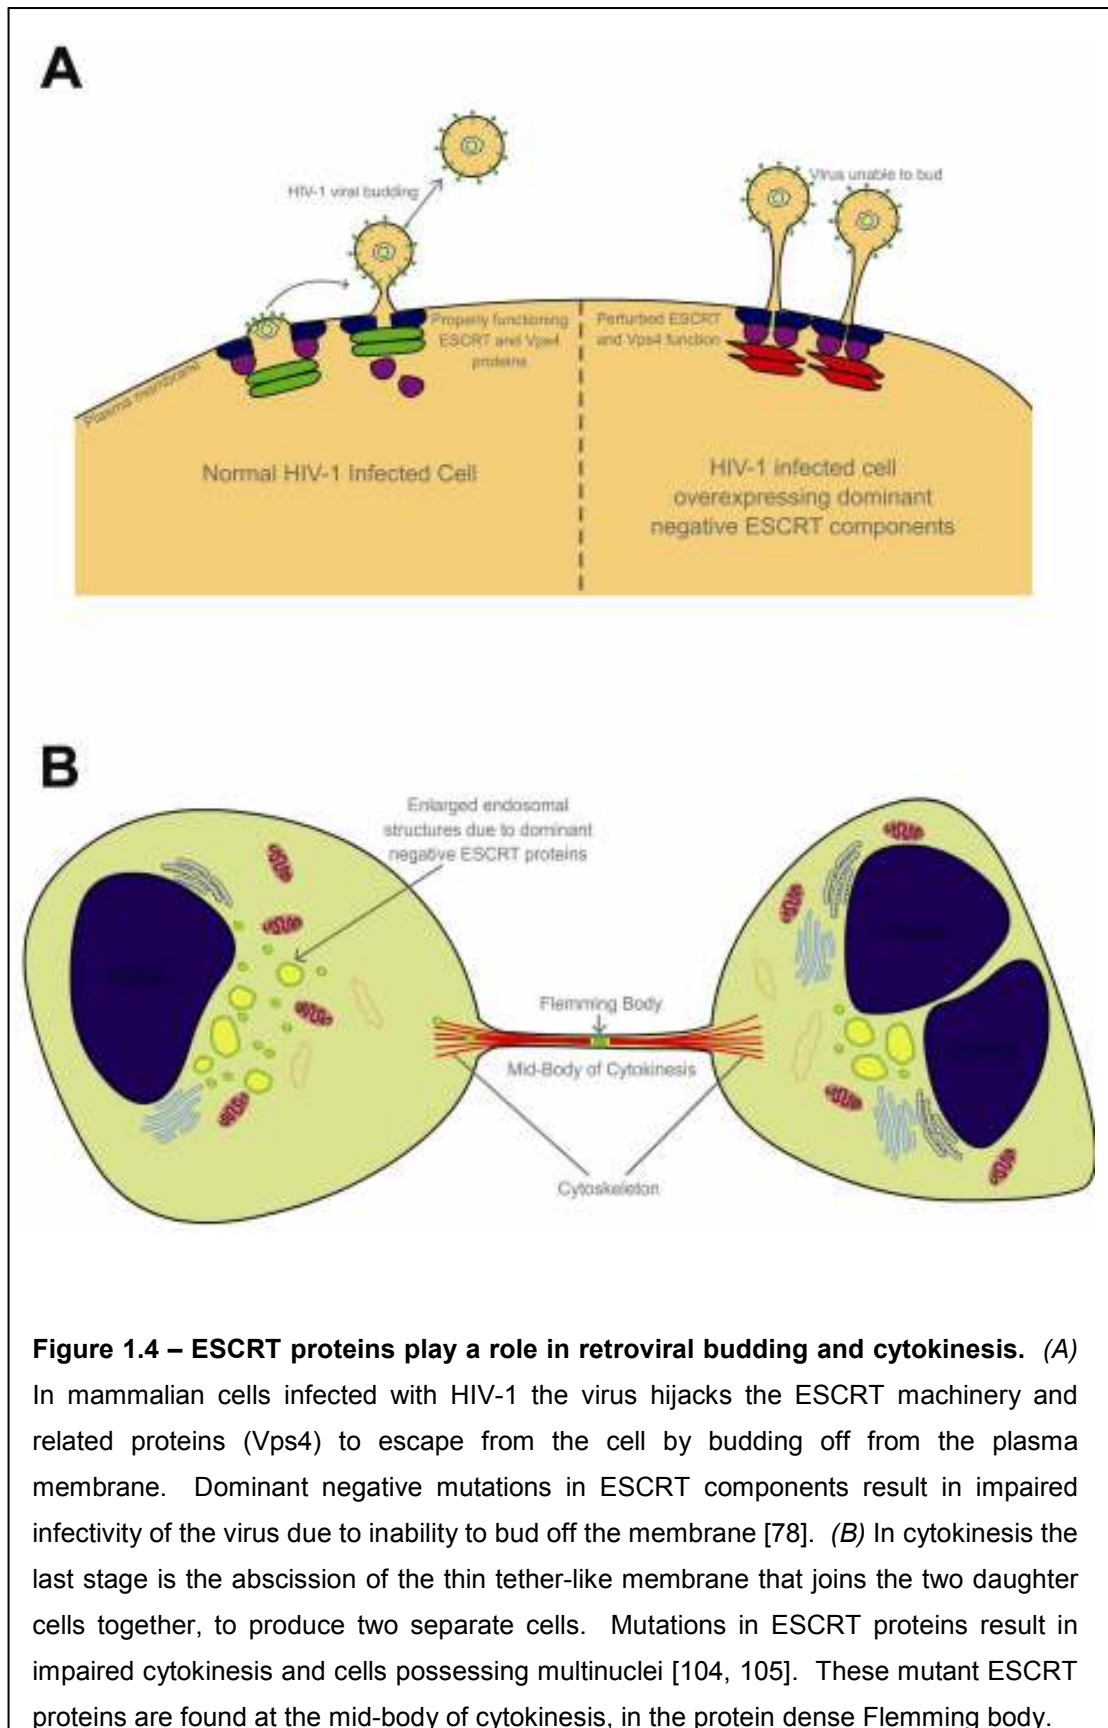 A
HIV-1 viral budding
Virus unable to bud
Properly functioning
ESCRT and Vps4
proteins
Perturbed ESCRT
and Vps4 function
Plasma membrane
Normal HIV-1 Infected Cell
HIV-1 infected cell
overexpressing dominant
negative ESCRT components
B
Enlarged endosomal
structures due to dominant
negative ESCRT proteins
Flemming Body
Mid-Body of Cytokinesis
Cytoskeleton
Figure 1.4 – ESCRT proteins play a role in retroviral budding and cytokinesis. (A)
In mammalian cells infected with HIV-1 the virus hijacks the ESCRT machinery and
related proteins (Vps4) to escape from the cell by budding off from the plasma
membrane. Dominant negative mutations in ESCRT components result in impaired
infectivity of the virus due to inability to bud off the membrane [78]. (B) In cytokinesis the
last stage is the abscission of the thin tether-like membrane that joins the two daughter
cells together, to produce two separate cells. Mutations in ESCRT proteins result in
impaired cytokinesis and cells possessing multinuclei [104, 105]. These mutant ESCRT
proteins are found at the mid-body of cytokinesis, in the protein dense Flemming body.